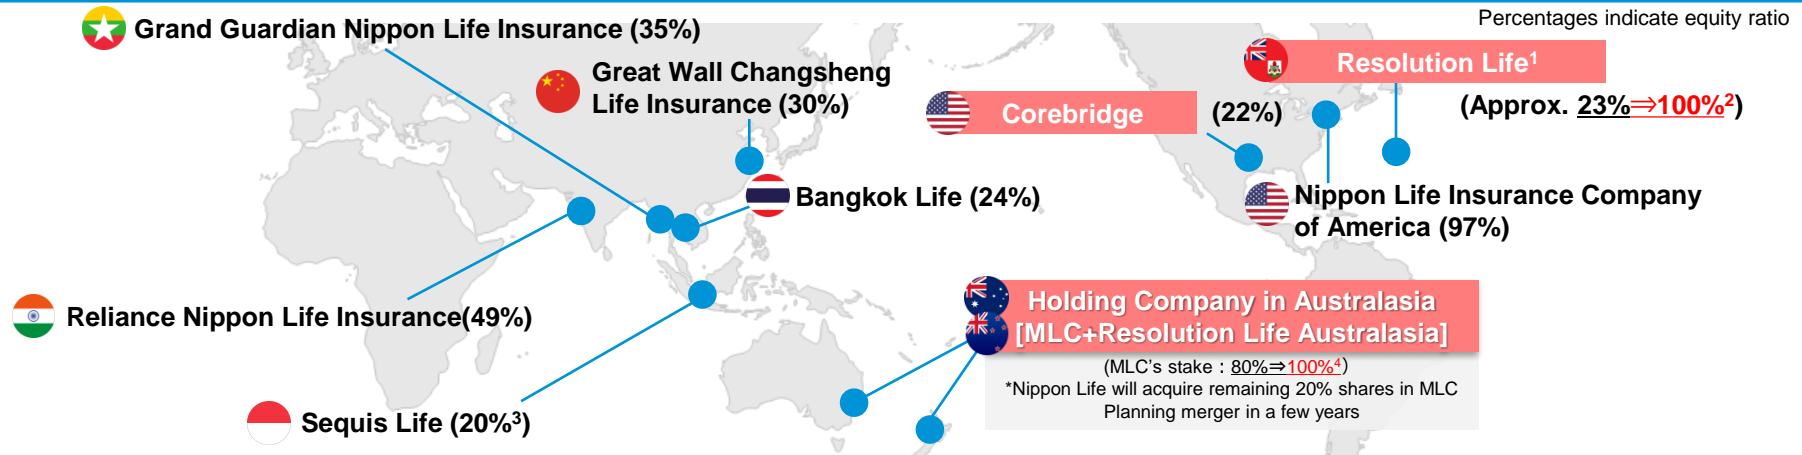 Percentages indicate equity ratio
Grand Guardian Nippon Life Insurance (35%)
Great Wall Changsheng
Life Insurance (30%)
Resolution Life¹
(Approx. 23%⇒100%²)
Corebridge
(22%)
Bangkok Life (24%)
Nippon Life Insurance Company
of America (97%)
Reliance Nippon Life Insurance(49%)
Holding Company in Australasia
[MLC+Resolution Life Australasia]
(MLC's stake : 80%⇒100%⁴)
*Nippon Life will acquire remaining 20% shares in MLC
Planning merger in a few years
Sequis Life (20%³)